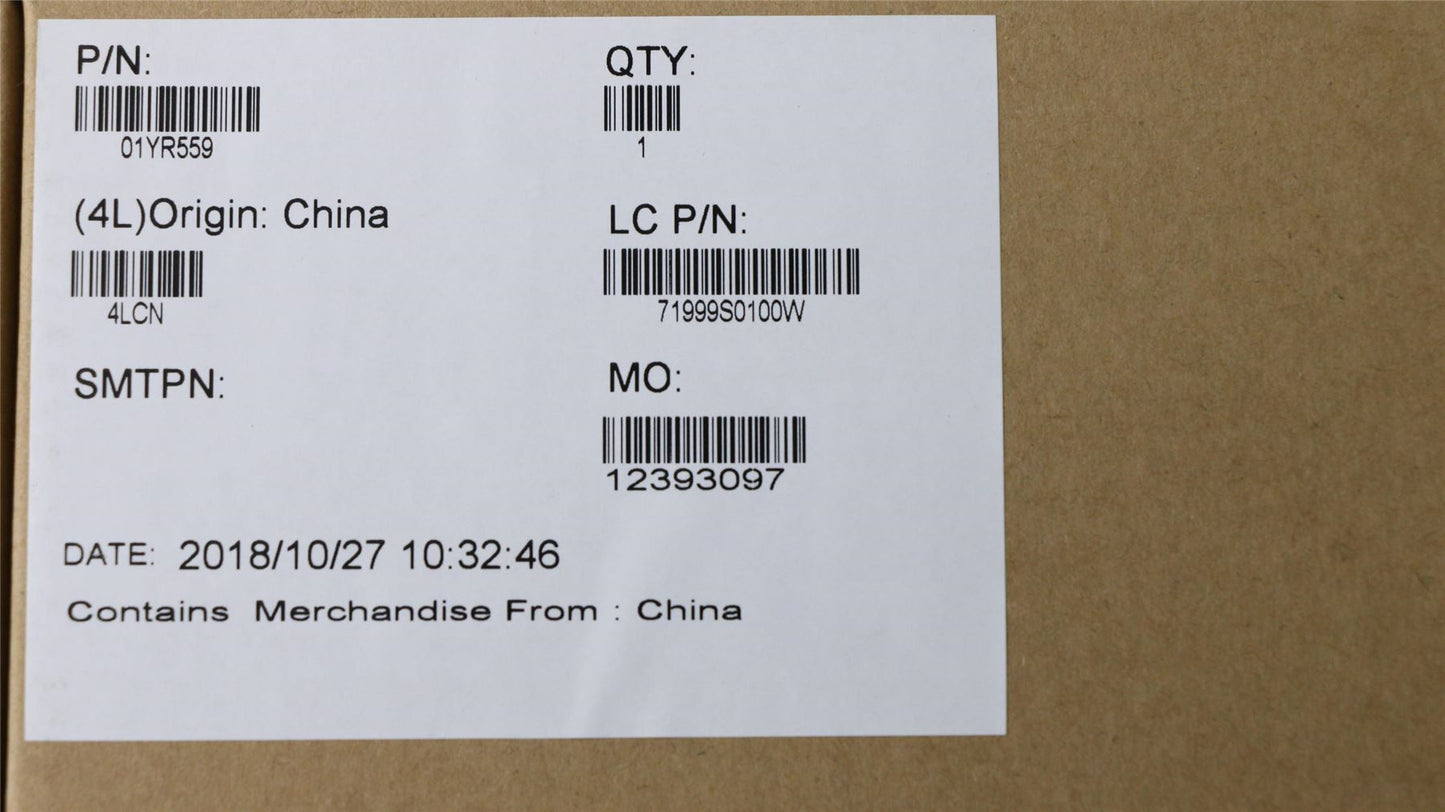 P/N:
01YR559
QTY:
1
(4L)Origin: China
4LCN
LC P/N:
71999S0100W
SMTPN:
MO:
12393097
DATE: 2018/10/27 10:32:46
Contains Merchandise From : China